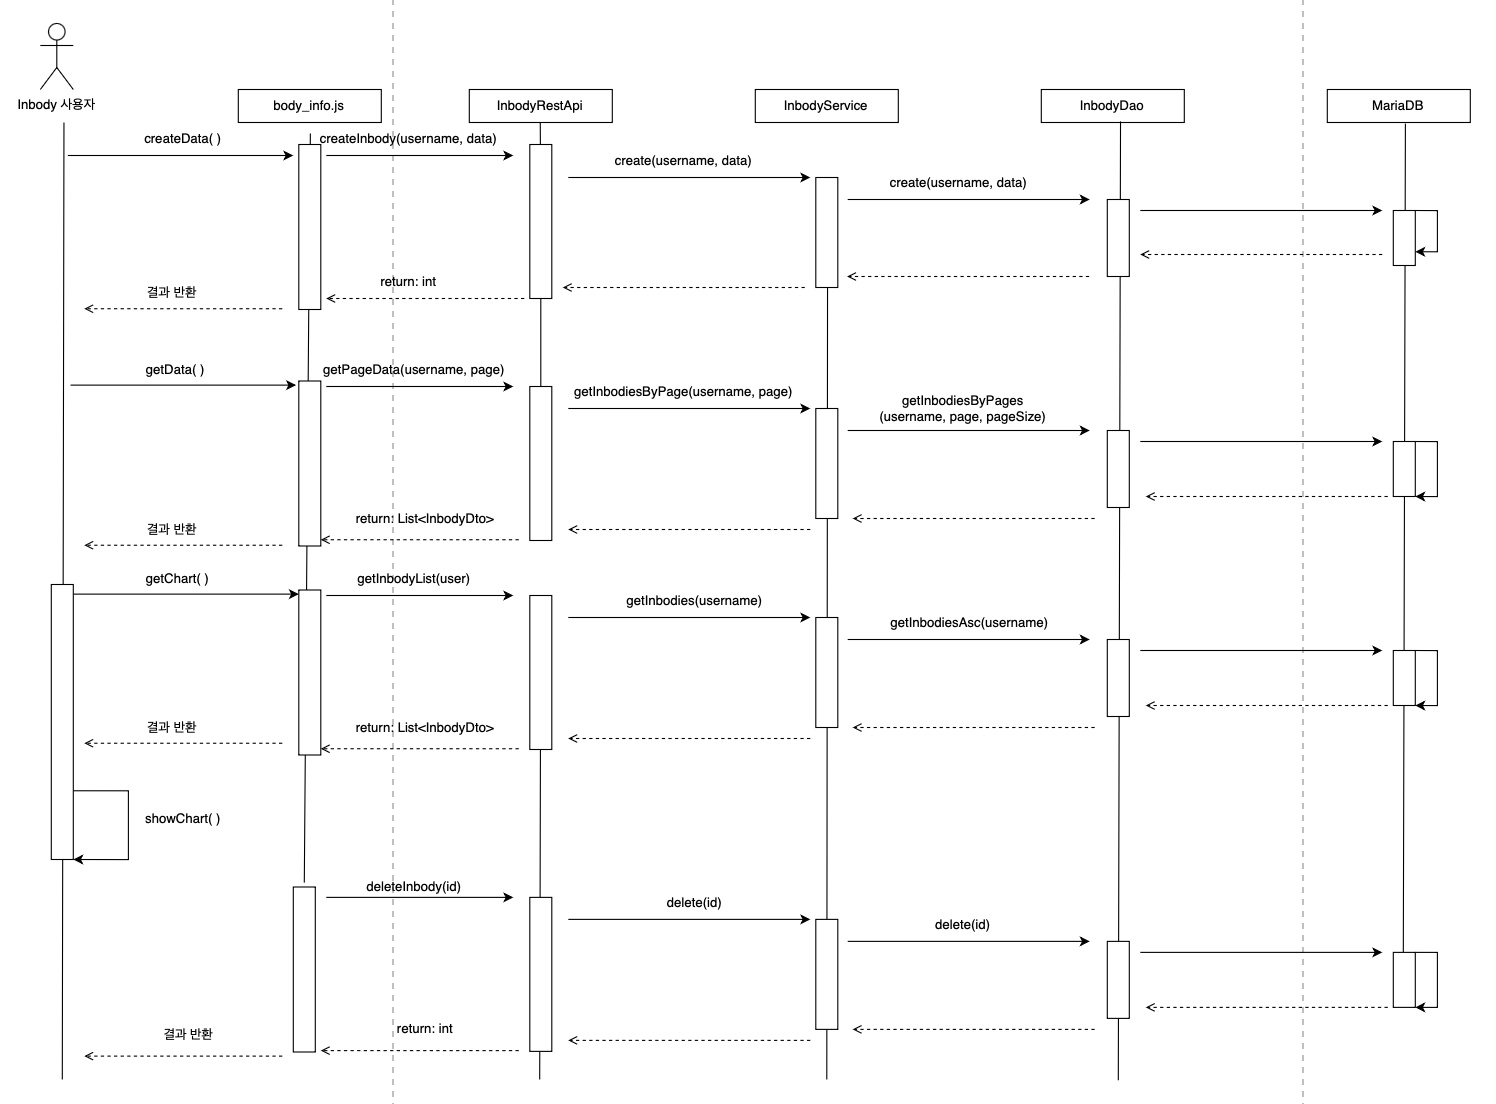 Inbody 사용자
body_info.js
InbodyRestApi
InbodyService
InbodyDao
MariaDB
createData( )
createInbody(username, data)
create(username, data)
create(username, data)
return: int
결과 반환
getData( )
getPageData(username, page)
getInbodiesByPage(username, page)
getInbodiesByPages
(username, page, pageSize)
return: List<InbodyDto>
결과 반환
getChart( )
getInbodyList(user)
getInbodies(username)
getInbodiesAsc(username)
return: List<InbodyDto>
결과 반환
showChart( )
deleteInbody(id)
delete(id)
delete(id)
return: int
결과 반환